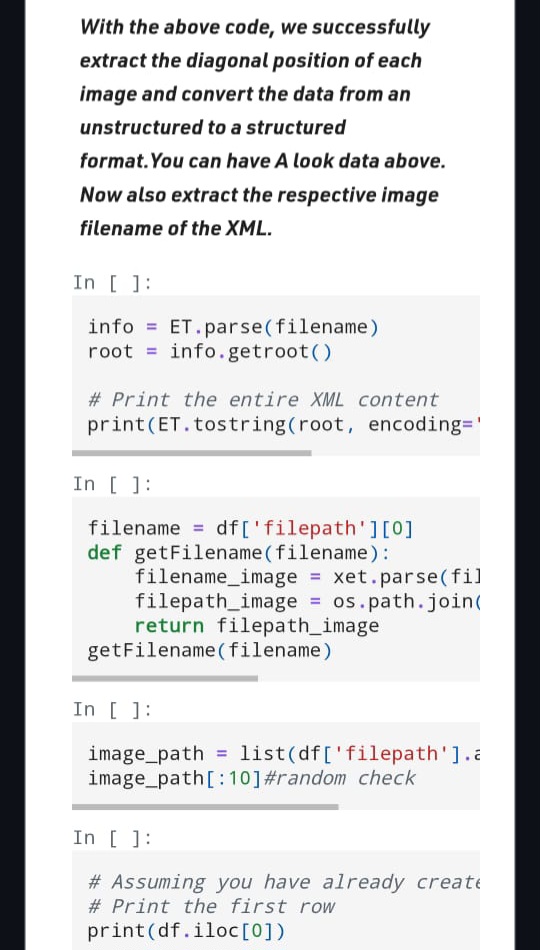 With the above code, we successfully
extract the diagonal position of each
image and convert the data from an
unstructured to a structured
format.You can have A look data above.
Now also extract the respective image
filename of the XML.
In [ ]:
info = ET.parse(filename)
root = info.getroot()
# Print the entire XML content
print(ET.tostring(root, encoding='
In [ ]:
filename = df['filepath'][0]
def getFilename(filename):
    filename_image = xet.parse(fil
    filepath_image = os.path.join(
    return filepath_image
getFilename(filename)
In [ ]:
image_path = list(df['filepath'].a
image_path[:10]#random check
In [ ]:
# Assuming you have already create
# Print the first row
print(df.iloc[0])